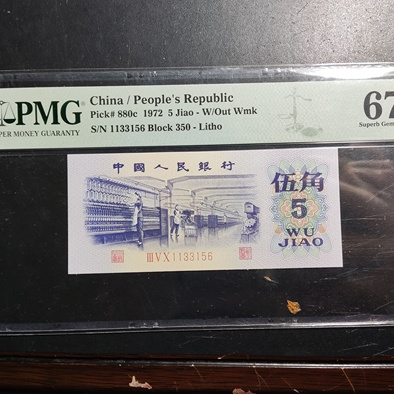 PMG
PER MONEY GUARANTY
China / People's Republic
Pick# 880c 1972 5 Jiao - W/Out Wmk
S/N 1133156 Block 350 - Litho
67
Superb Gem
中國人民銀行
伍角
5
WU
JIAO
ⅢⅤⅩ1133156